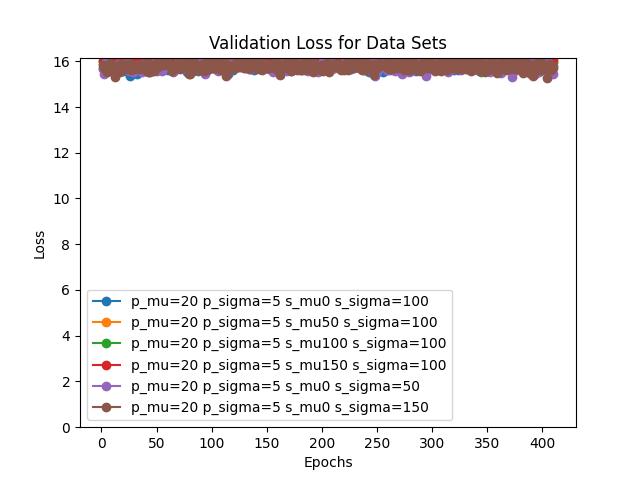 Validation Loss for Data Sets
16
14
12
10
8
6
4
2
0
Loss
p_mu=20 p_sigma=5 s_mu0 s_sigma=100
p_mu=20 p_sigma=5 s_mu50 s_sigma=100
p_mu=20 p_sigma=5 s_mu100 s_sigma=100
p_mu=20 p_sigma=5 s_mu150 s_sigma=100
p_mu=20 p_sigma=5 s_mu0 s_sigma=50
p_mu=20 p_sigma=5 s_mu0 s_sigma=150
0 50 100 150 200 250 300 350 400
Epochs